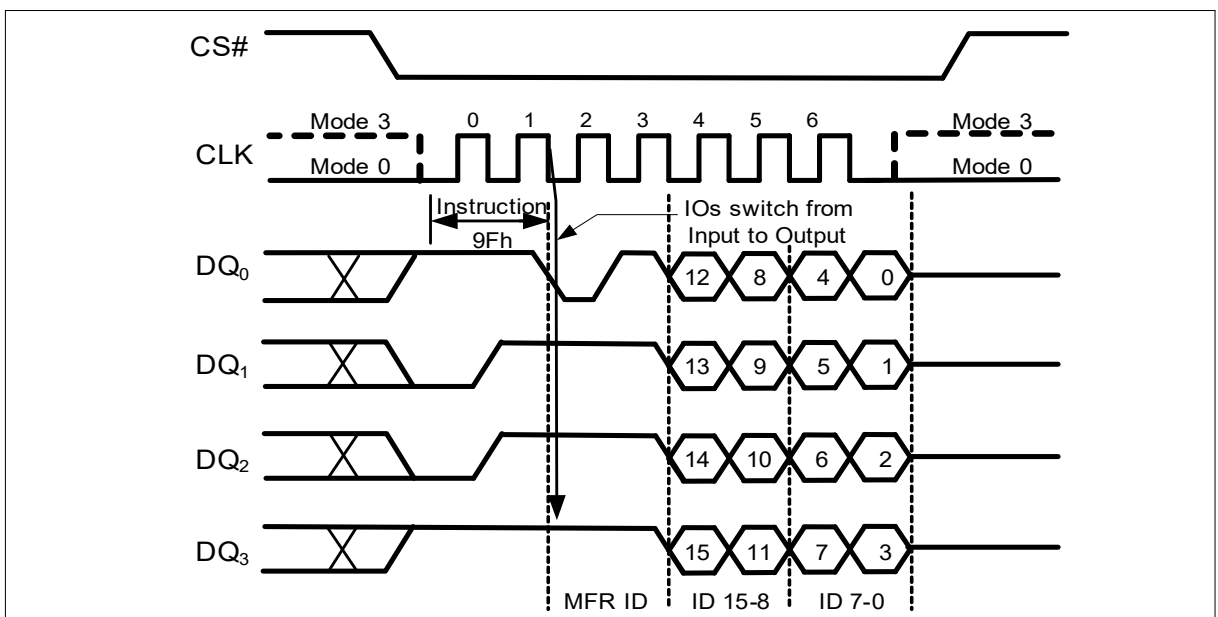 CS#
Mode 3 0 1 2 3 4 5 6 Mode 3
CLK
Mode 0 Mode 0
Instruction IOs switch from
9Fh Input to Output
DQ0 12 8 4 0
DQ1 13 9 5 1
DQ2 14 10 6 2
DQ3 15 11 7 3
MFR ID ID 15-8 ID 7-0